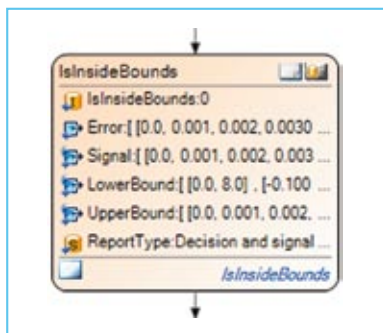 IsInsideBounds
IsInsideBounds:0
Error:[ [0.0, 0.001, 0.002, 0.0030 ...
Signal:[ [0.0, 0.001, 0.002, 0.003 ...
LowerBound:[ [0.0, 8.0] , [-0.100 ...
UpperBound:[ [0.0, 0.001, 0.002, ...
ReportType:Decision and signal ...
IsInsideBounds